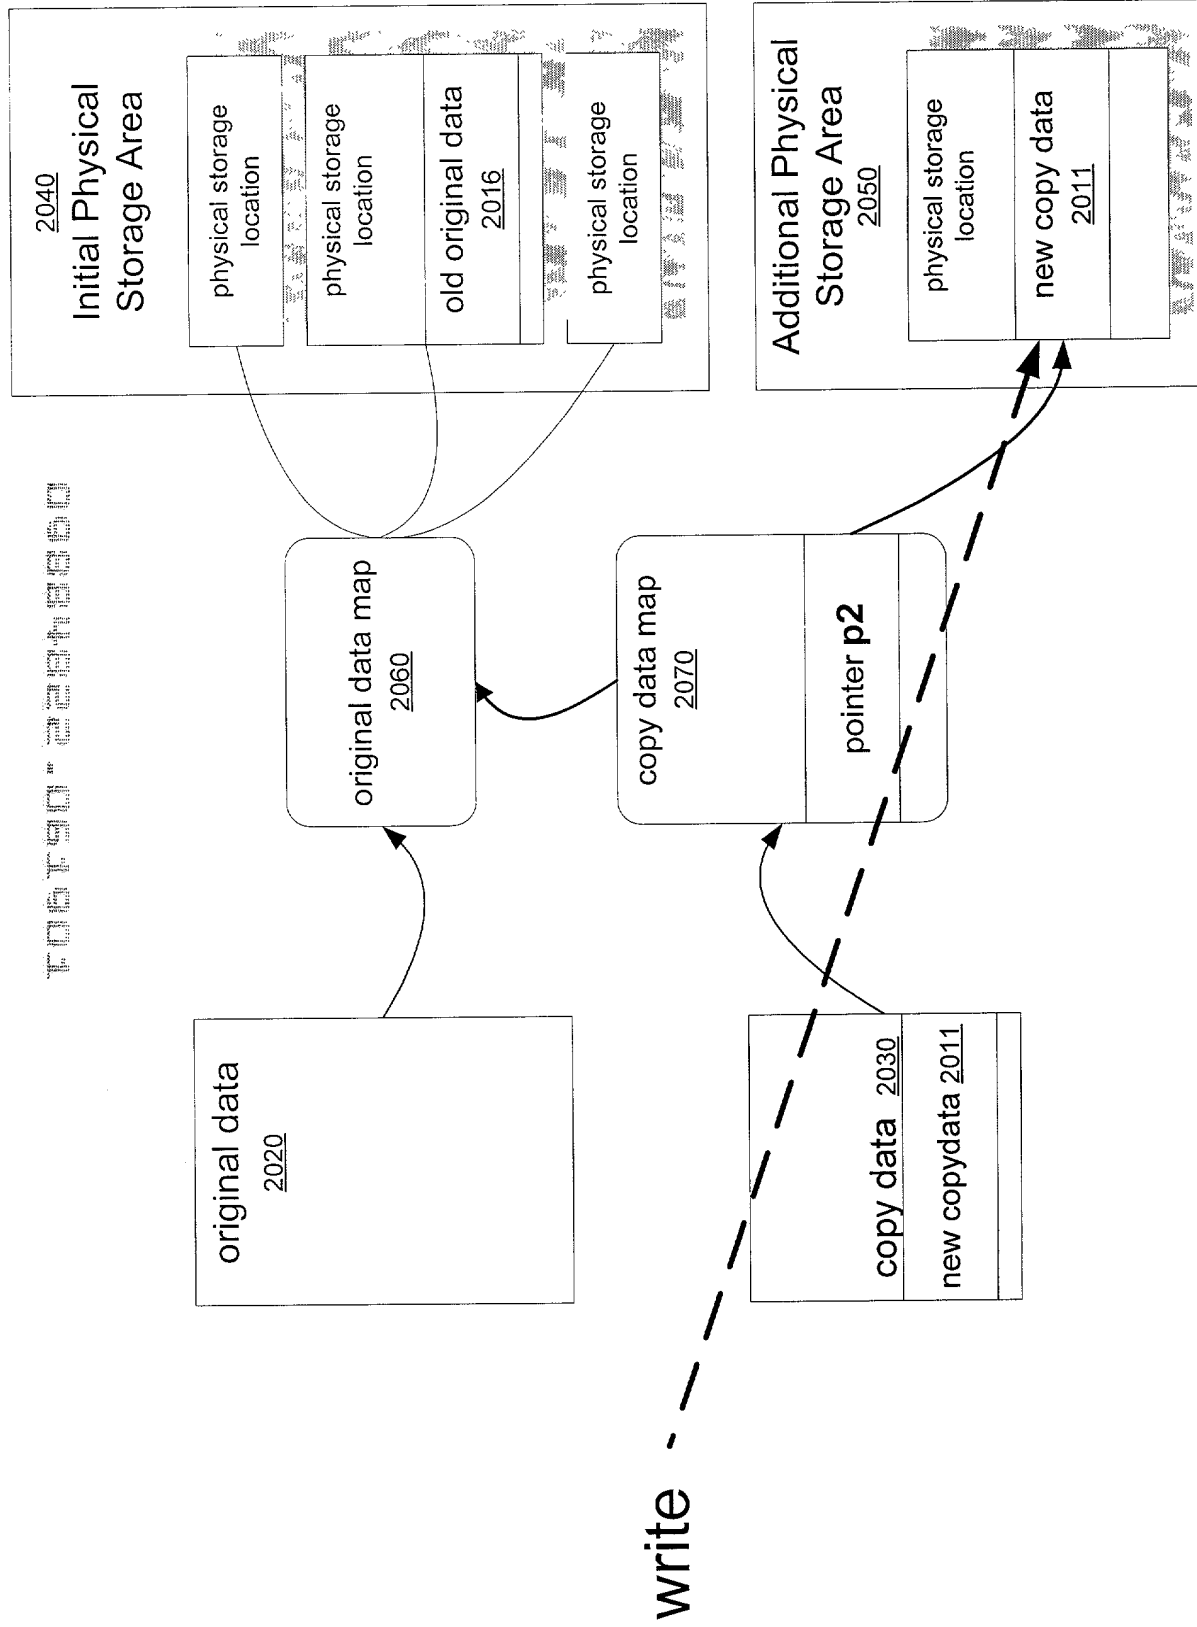 2040
Initial Physical
Storage Area
physical storage
location
physical storage
location
old original data
2016
physical storage
location
Additional Physical
Storage Area
2050
physical storage
location
new copy data
2011
original data map
2060
copy data map
2070
pointer p2
original data
2020
copy data 2030
new copydata 2011
write